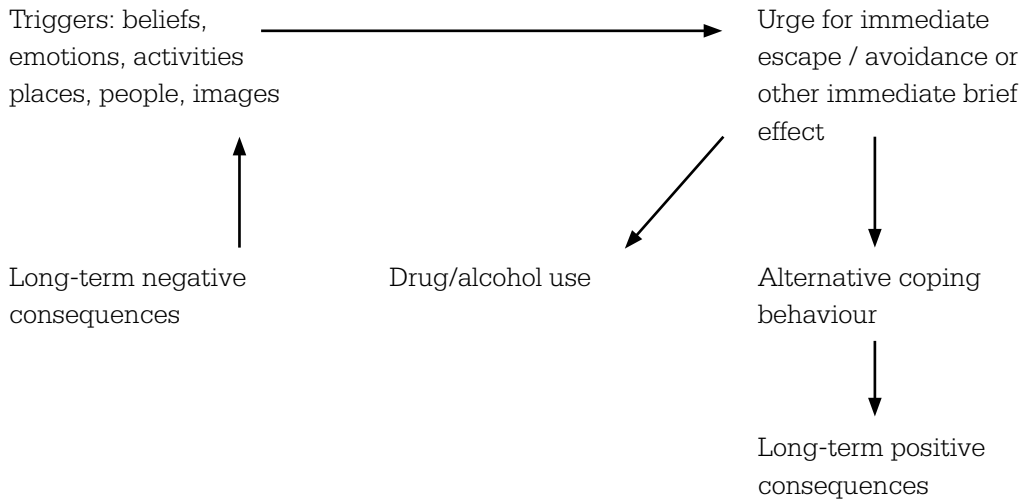 Triggers: beliefs,
emotions, activities
places, people, images
Urge for immediate
escape / avoidance or
other immediate brief
effect
Long-term negative
consequences
Drug/alcohol use
Alternative coping
behaviour
Long-term positive
consequences